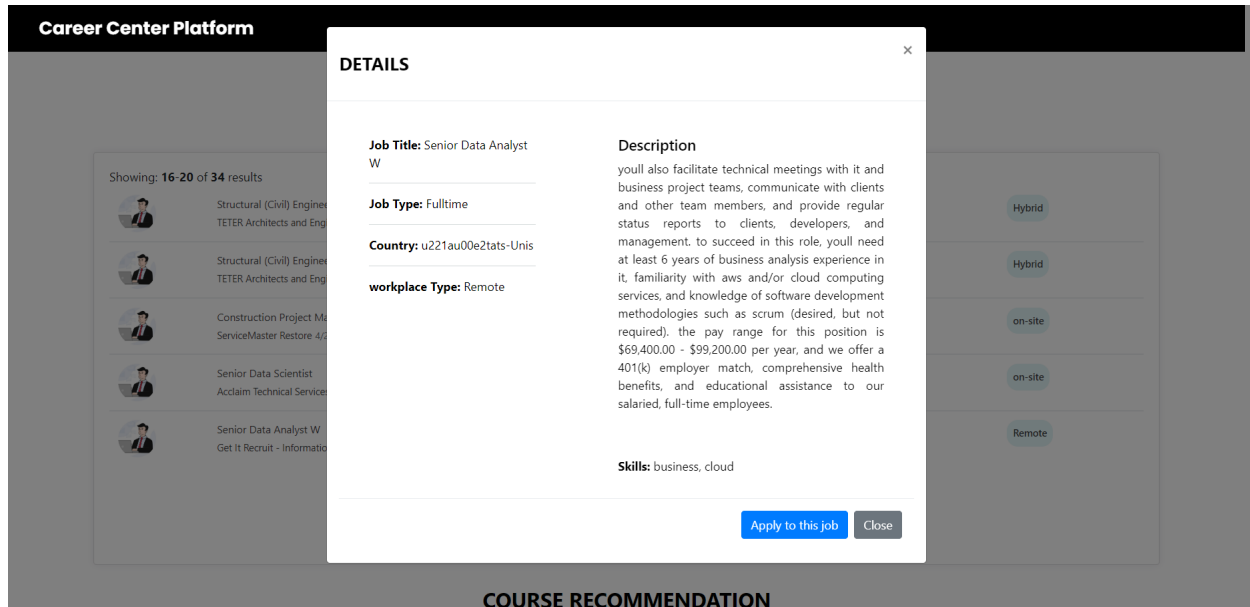 Career Center Platform
×
DETAILS
Job Title: Senior Data Analyst
W
Job Type: Fulltime
Country: u221au00e2tats-Unis
workplace Type: Remote
Description
youll also facilitate technical meetings with it and
business project teams, communicate with clients
and other team members, and provide regular
status reports to clients, developers, and
management. to succeed in this role, youll need
at least 6 years of business analysis experience in
it, familiarity with aws and/or cloud computing
services, and knowledge of software development
methodologies such as scrum (desired, but not
required). the pay range for this position is
$69,400.00 - $99,200.00 per year, and we offer a
401(k) employer match, comprehensive health
benefits, and educational assistance to our
salaried, full-time employees.
Skills: business, cloud
Apply to this job
Close
Showing: 16-20 of 34 results
Structural (Civil) Enginee
TETER Architects and Eng
Hybrid
Structural (Civil) Enginee
TETER Architects and Eng
Hybrid
Construction Project Ma
ServiceMaster Restore 4/2
on-site
Senior Data Scientist
Acclaim Technical Services
on-site
Senior Data Analyst W
Get It Recruit - Informatio
Remote
COURSE RECOMMENDATION